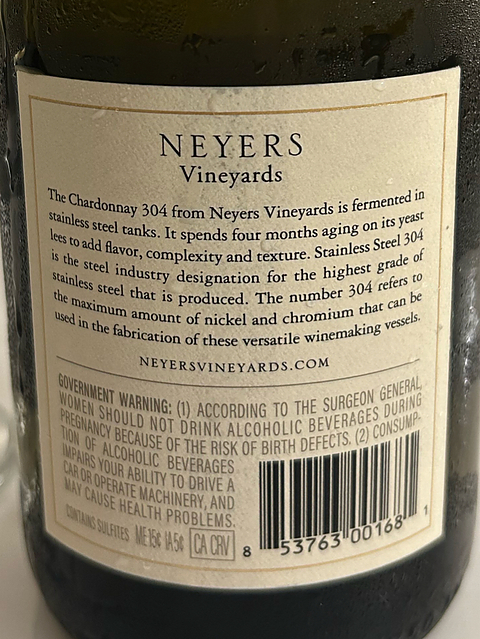 NEYERS
Vineyards
The Chardonnay 304 from Neyers Vineyards is fermented in
stainless steel tanks. It spends four months aging on its yeast
lees to add flavor, complexity and texture. Stainless Steel 304
is the steel industry designation for the highest grade of
stainless steel that is produced. The number 304 refers to
the maximum amount of nickel and chromium that can be
used in the fabrication of these versatile winemaking vessels.
NEYERSVINEYARDS.COM
GOVERNMENT WARNING: (1) ACCORDING TO THE SURGEON GENERAL,
WOMEN SHOULD NOT DRINK ALCOHOLIC BEVERAGES DURING
PREGNANCY BECAUSE OF THE RISK OF BIRTH DEFECTS. (2) CONSUMP-
TION OF ALCOHOLIC BEVERAGES
IMPAIRS YOUR ABILITY TO DRIVE A
CAR OR OPERATE MACHINERY, AND
MAY CAUSE HEALTH PROBLEMS.
CONTAINS SULFITES ME 15¢ IA 5¢ CA CRV
8 53763 00168 1